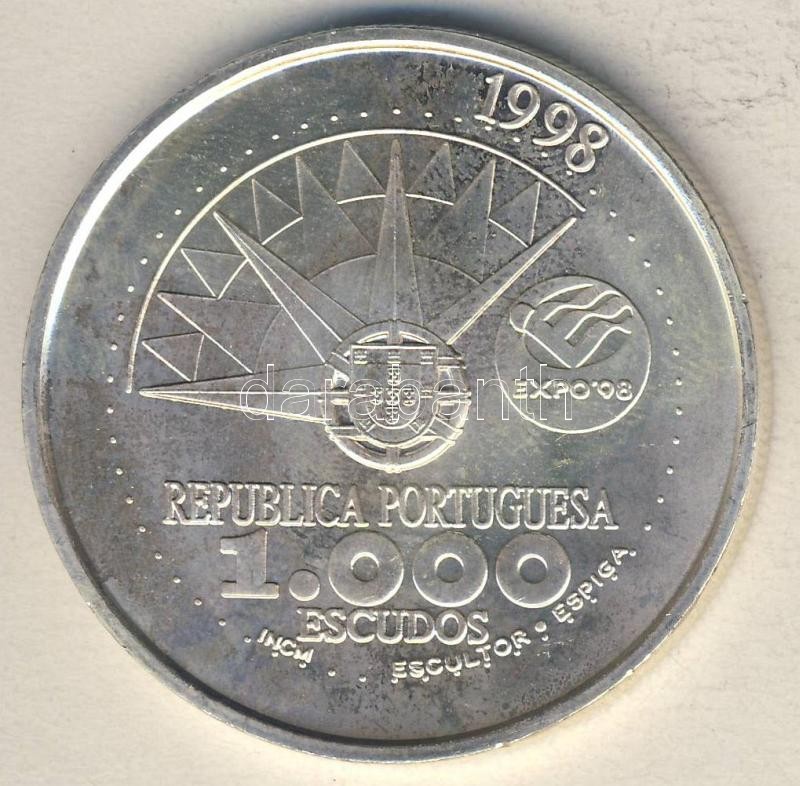 1998
EXPO'98
darabanth
REPUBLICA PORTUGUESA
1.000
ESCUDOS
INCM
ESCULTOR • ESPIGA